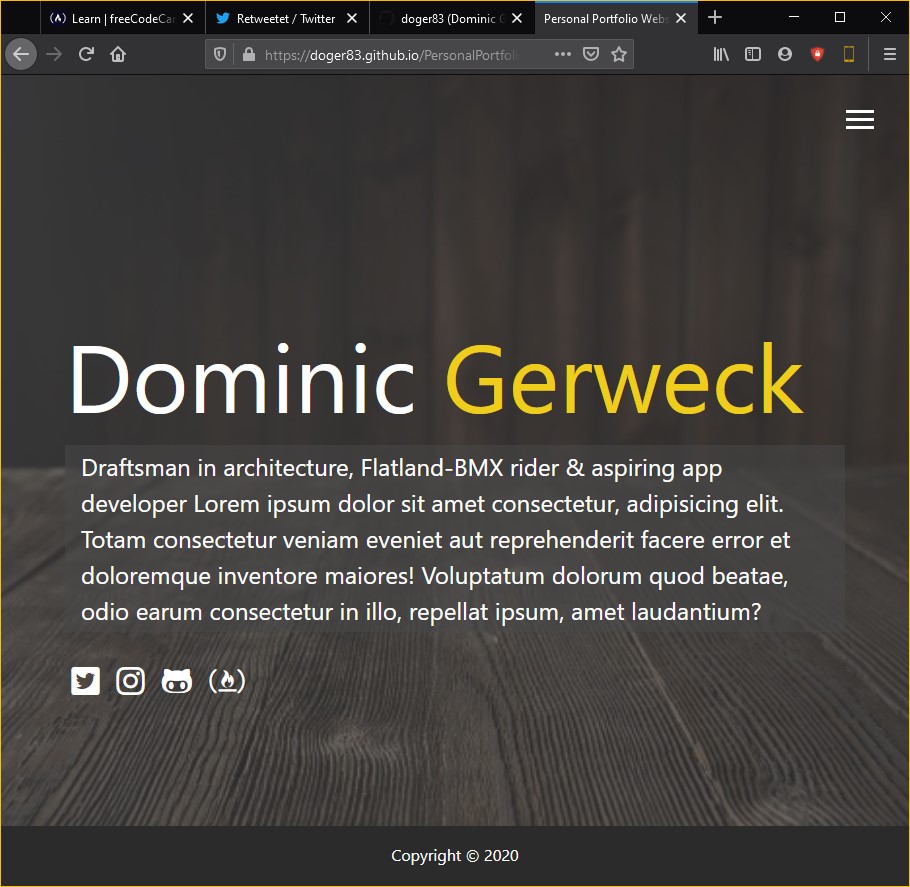 Learn | freeCodeCar
Retweetet / Twitter
doger83 (Dominic G
Personal Portfolio Webs
https://doger83.github.io/PersonalPortfoli
Dominic Gerweck
Draftsman in architecture, Flatland-BMX rider & aspiring app
developer Lorem ipsum dolor sit amet consectetur, adipisicing elit.
Totam consectetur veniam eveniet aut reprehenderit facere error et
doloremque inventore maiores! Voluptatum dolorum quod beatae,
odio earum consectetur in illo, repellat ipsum, amet laudantium?
Copyright © 2020